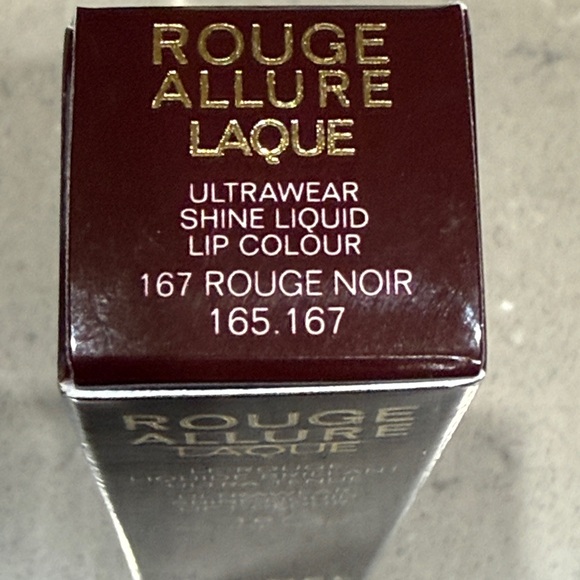 ROUGE
ALLURE
LAQUE
ULTRAWEAR
SHINE LIQUID
LIP COLOUR
167 ROUGE NOIR
165.167
ROUGE
ALLURE
LAQUE